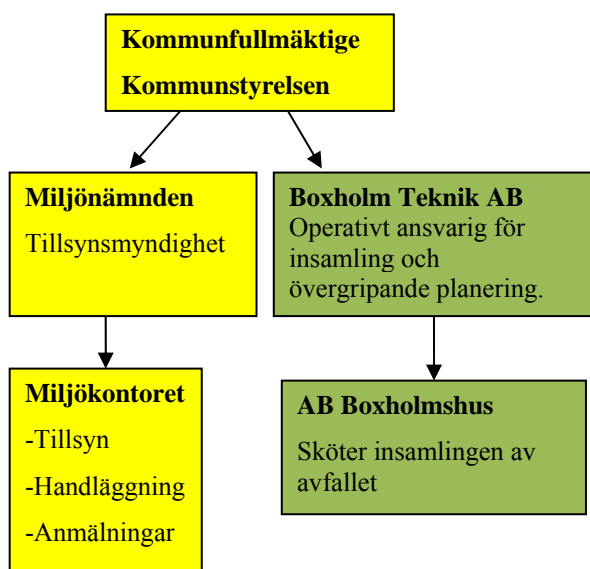 Kommunfullmäktige
Kommunstyrelsen
Miljönämnden
Tillsynsmyndighet
Boxholm Teknik AB
Operativt ansvarig för
insamling och
övergripande planering.
Miljökontoret
-Tillsyn
-Handläggning
-Anmälningar
AB Boxholmshus
Sköter insamlingen av
avfallet